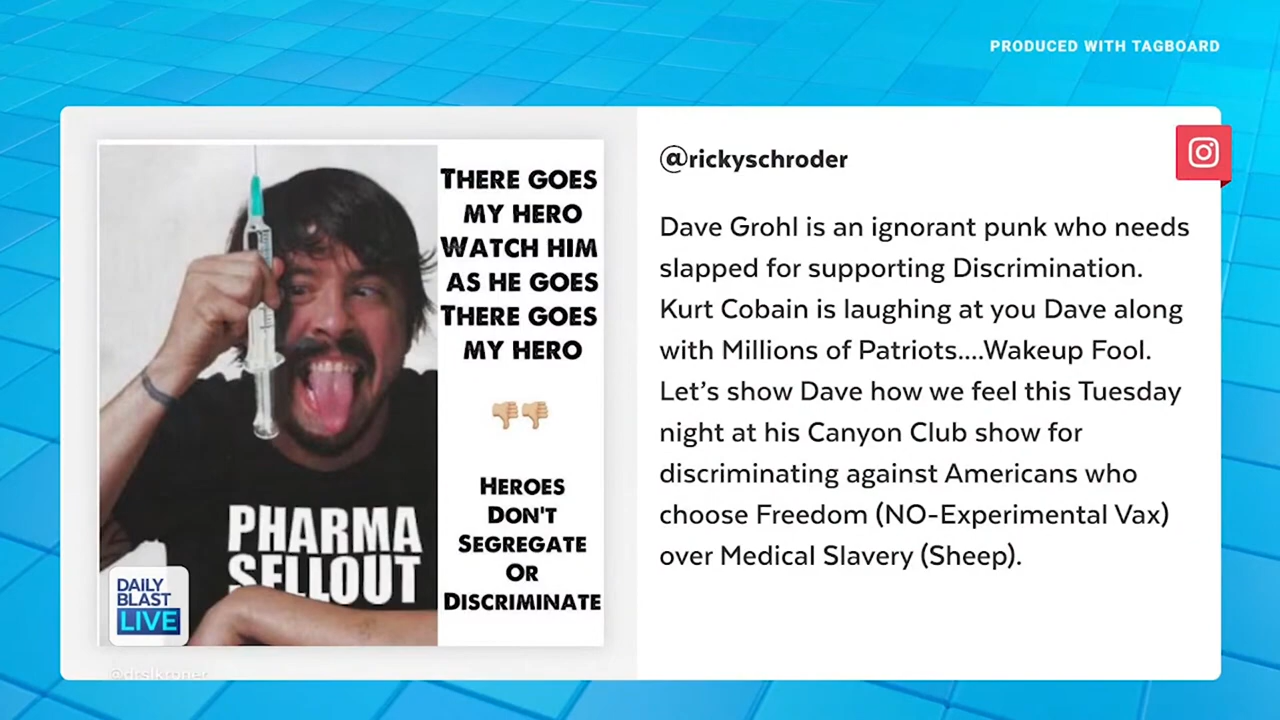 PRODUCED WITH TAGBOARD
THERE GOES
MY HERO
WATCH HIM
AS HE GOES
THERE GOES
MY HERO
👎🏼👎🏼
HEROES
DON'T
SEGREGATE
OR
DISCRIMINATE
PHARMA
SELLOUT
DAILY
BLAST
LIVE
@rickyschroder
Dave Grohl is an ignorant punk who needs
slapped for supporting Discrimination.
Kurt Cobain is laughing at you Dave along
with Millions of Patriots....Wakeup Fool.
Let’s show Dave how we feel this Tuesday
night at his Canyon Club show for
discriminating against Americans who
choose Freedom (NO-Experimental Vax)
over Medical Slavery (Sheep).